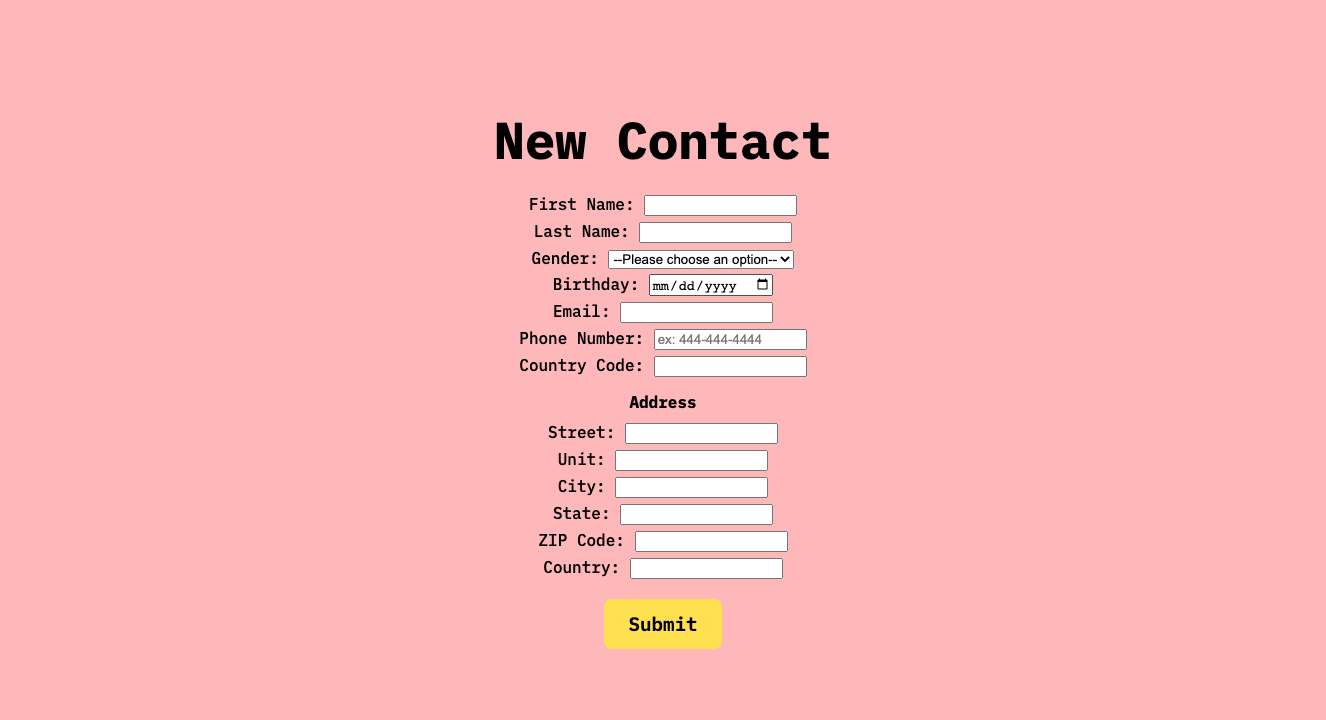 New Contact
First Name:
Last Name:
Gender: --Please choose an option--
Birthday: mm/dd/yyyy
Email:
Phone Number: ex: 444-444-4444
Country Code:
Address
Street:
Unit:
City:
State:
ZIP Code:
Country:
Submit